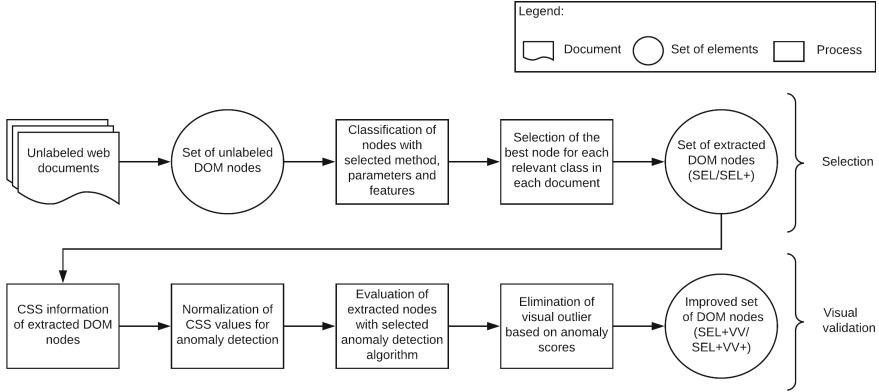 Legend:
Document
Set of elements
Process
Unlabeled web
documents
Set of unlabeled
DOM nodes
Classification of
nodes with
selected method,
parameters and
features
Selection of the
best node for each
relevant class in
each document
Set of extracted
DOM nodes
(SEL/SEL+)
Selection
CSS information
of extracted DOM
nodes
Normalization of
CSS values for
anomaly detection
Evaluation of
extracted nodes
with selected
anomaly detection
algorithm
Elimination of
visual outlier
based on anomaly
scores
Improved set
of DOM nodes
(SEL+VV/
SEL+VV+)
Visual
validation